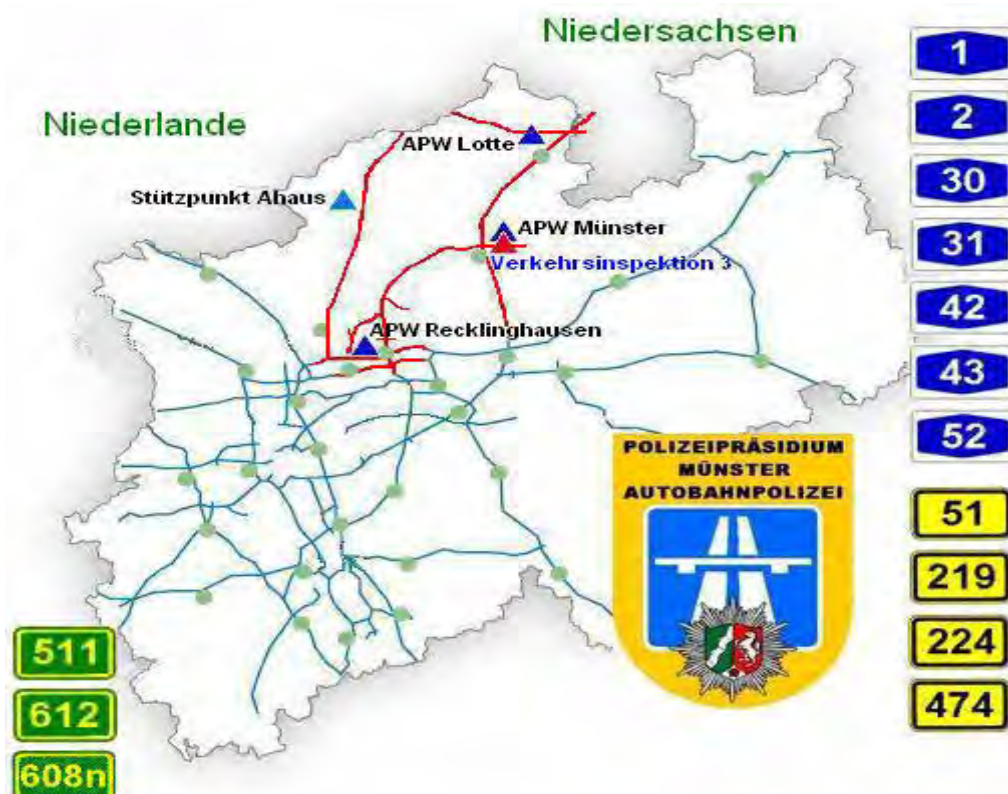 Niedersachsen
Niederlande
APW Lotte
Stützpunkt Ahaus
APW Münster
Verkehrsinspektion 3
APW Recklinghausen
POLIZEIPRÄSIDIUM
MÜNSTER
AUTOBAHNPOLIZEI
1
2
30
31
42
43
52
51
219
224
474
511
612
608n